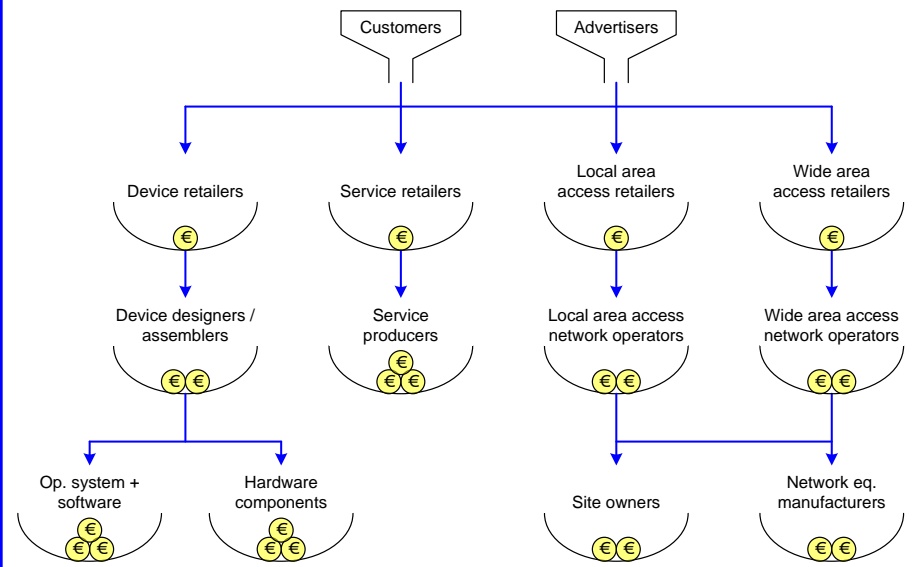 Customers
Advertisers
Device retailers
Service retailers
Local area
access retailers
Wide area
access retailers
€
€
€
€
Device designers /
assemblers
Service
producers
Local area access
network operators
Wide area access
network operators
€€
€
€€
€€
€€
Op. system +
software
Hardware
components
Site owners
Network eq.
manufacturers
€
€€
€
€€
€€
€€